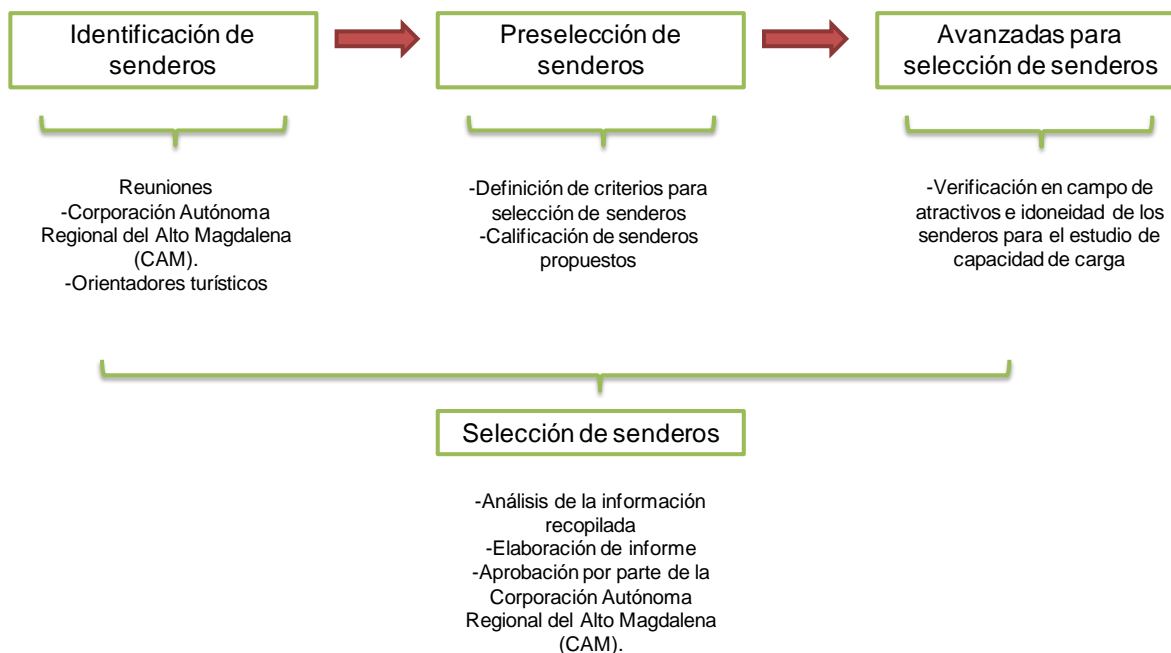 Identificación de
senderos
Preselección de
senderos
Avanzadas para
selección de senderos
Reuniones
-Corporación Autónoma
Regional del Alto Magdalena
(CAM).
-Orientadores turísticos
-Definición de criterios para
selección de senderos
-Calificación de senderos
propuestos
-Verificación en campo de
atractivos e idoneidad de los
senderos para el estudio de
capacidad de carga
Selección de senderos
-Análisis de la información
recopilada
-Elaboración de informe
-Aprobación por parte de la
Corporación Autónoma
Regional del Alto Magdalena
(CAM).